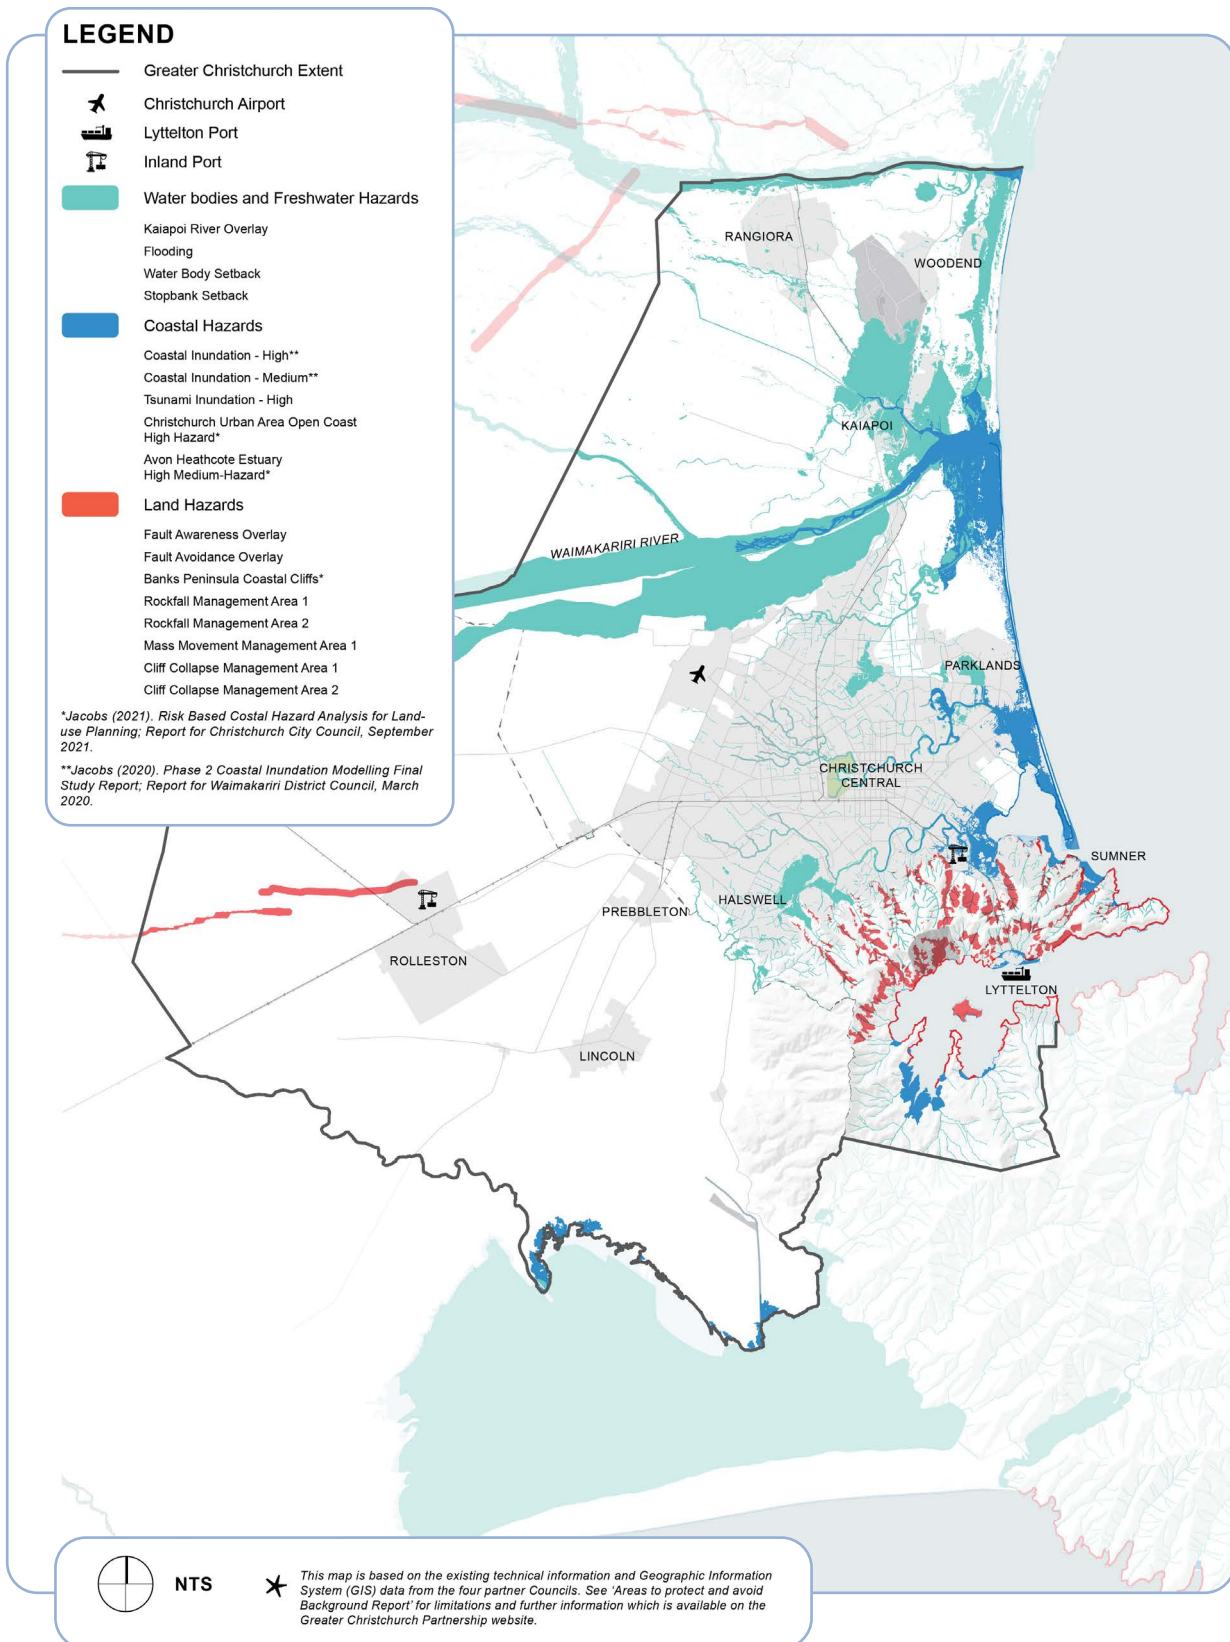 LEGEND
Greater Christchurch Extent
Christchurch Airport
Lyttelton Port
Inland Port
Water bodies and Freshwater Hazards
Kaiapoi River Overlay
Flooding
Water Body Setback
Stopbank Setback
Coastal Hazards
Coastal Inundation - High**
Coastal Inundation - Medium**
Tsunami Inundation - High
Christchurch Urban Area Open Coast
High Hazard*
Avon Heathcote Estuary
High Medium-Hazard*
Land Hazards
Fault Awareness Overlay
Fault Avoidance Overlay
Banks Peninsula Coastal Cliffs*
Rockfall Management Area 1
Rockfall Management Area 2
Mass Movement Management Area 1
Cliff Collapse Management Area 1
Cliff Collapse Management Area 2
*Jacobs (2021). Risk Based Costal Hazard Analysis for Land-
use Planning; Report for Christchurch City Council, September
2021.
**Jacobs (2020). Phase 2 Coastal Inundation Modelling Final
Study Report; Report for Waimakariri District Council, March
2020.
RANGIORA
WOODEND
KAIAPOI
WAIMAKARIRI RIVER
PARKLANDS
CHRISTCHURCH
CENTRAL
SUMNER
HALSWELL
PREBBLETON
ROLLESTON
LYTTELTON
LINCOLN
NTS
This map is based on the existing technical information and Geographic Information
System (GIS) data from the four partner Councils. See 'Areas to protect and avoid
Background Report' for limitations and further information which is available on the
Greater Christchurch Partnership website.